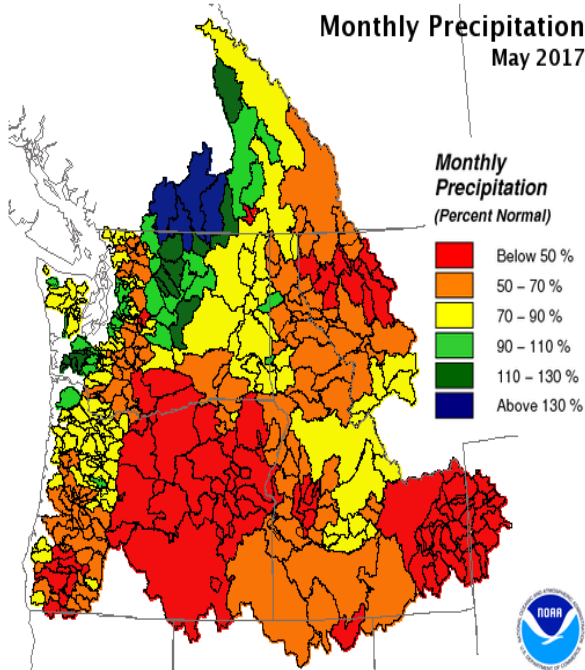 Monthly Precipitation
May 2017
Monthly
Precipitation
(Percent Normal)
Below 50 %
50 – 70 %
70 – 90 %
90 – 110 %
110 – 130 %
Above 130 %
NOAA